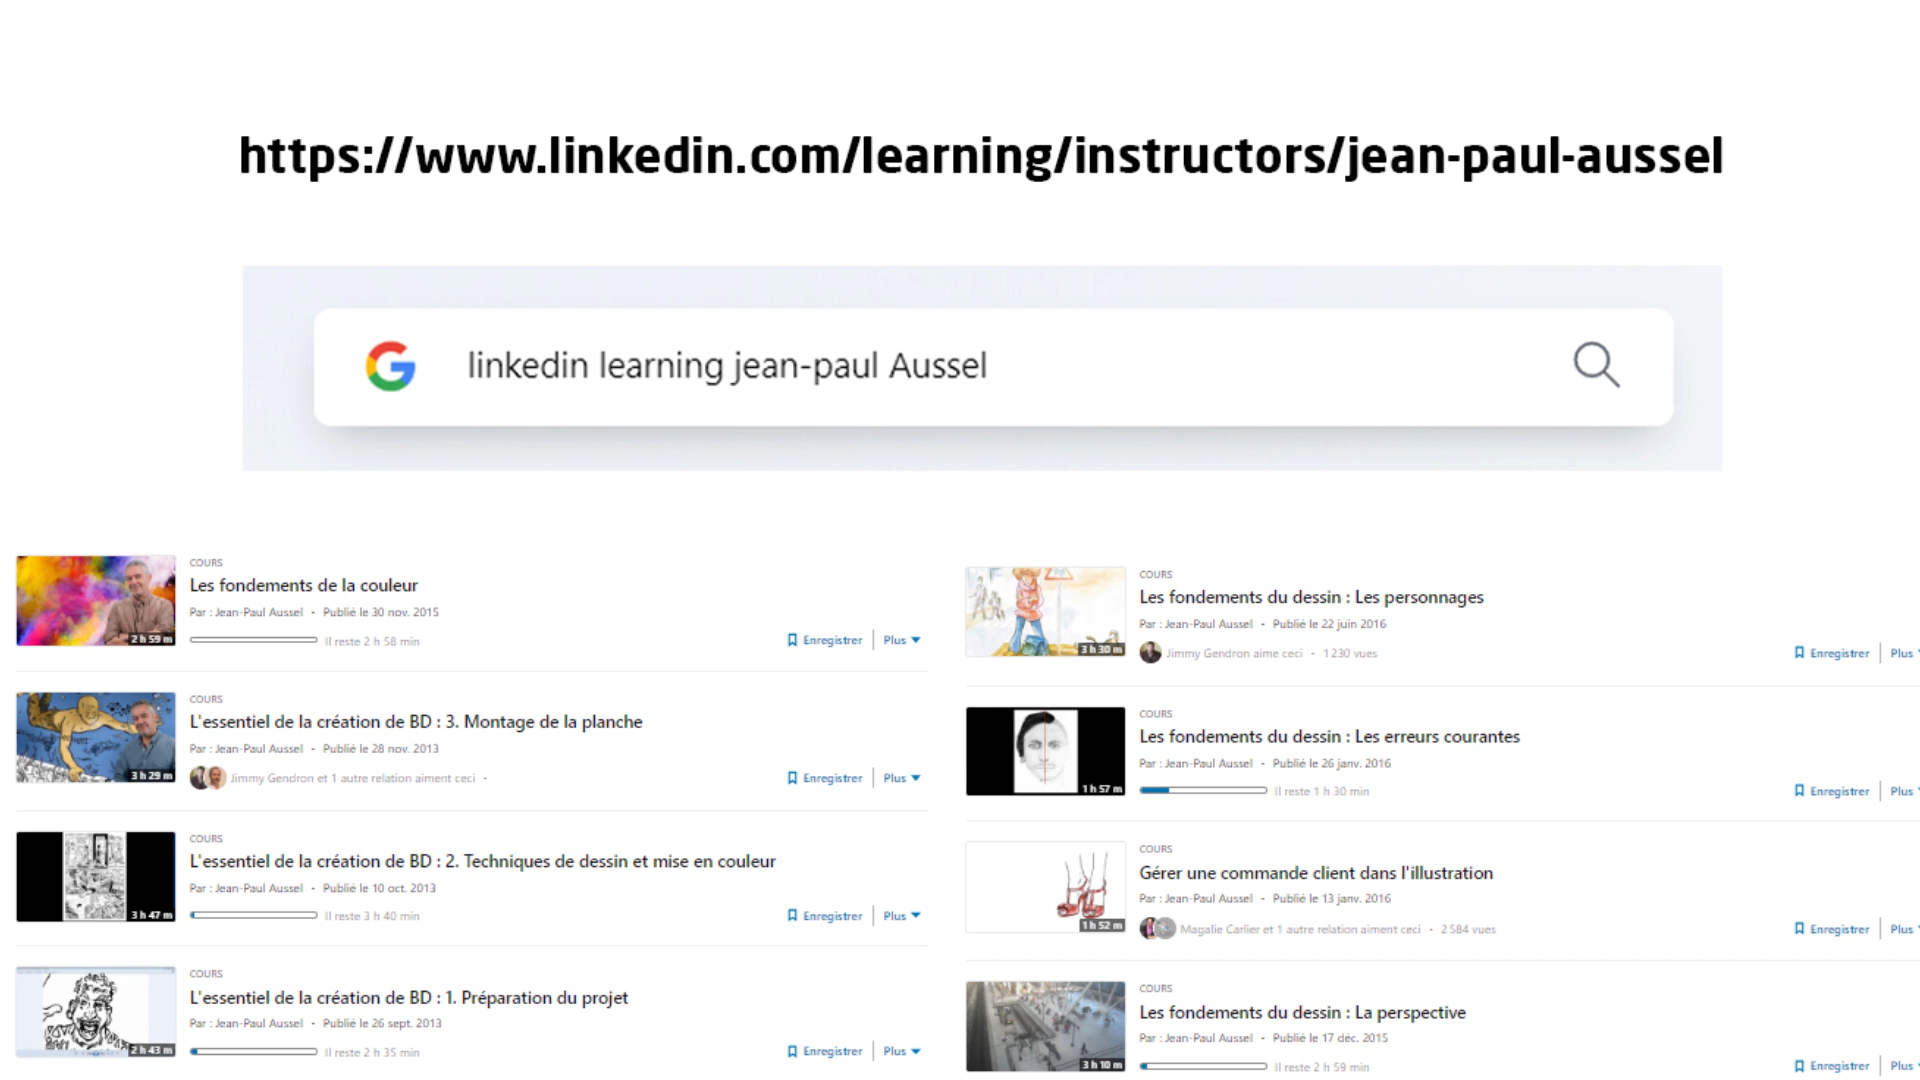 https://www.linkedin.com/learning/instructors/jean-paul-aussel
linkedin learning jean-paul Aussel
COURS
Les fondements de la couleur
Par : Jean-Paul Aussel • Publié le 30 nov. 2015
2 h 59 m
Il reste 2 h 58 min
Enregistrer
Plus
COURS
L'essentiel de la création de BD : 3. Montage de la planche
Par : Jean-Paul Aussel • Publié le 28 nov. 2013
3 h 29 m
Jimmy Gendron et 1 autre relation aiment ceci •
Enregistrer
Plus
COURS
L'essentiel de la création de BD : 2. Techniques de dessin et mise en couleur
Par : Jean-Paul Aussel • Publié le 10 oct. 2013
3 h 47 m
Il reste 3 h 40 min
Enregistrer
Plus
COURS
L'essentiel de la création de BD : 1. Préparation du projet
Par : Jean-Paul Aussel • Publié le 26 sept. 2013
2 h 43 m
Il reste 2 h 35 min
Enregistrer
Plus
COURS
Les fondements du dessin : Les personnages
Par : Jean-Paul Aussel • Publié le 22 juin 2016
3 h 30 m
Jimmy Gendron aime ceci • 1 230 vues
Enregistrer
Plus
COURS
Les fondements du dessin : Les erreurs courantes
Par : Jean-Paul Aussel • Publié le 26 janv. 2016
1 h 57 m
Il reste 1 h 30 min
Enregistrer
Plus
COURS
Gérer une commande client dans l'illustration
Par : Jean-Paul Aussel • Publié le 13 janv. 2016
1 h 52 m
Magalie Carlier et 1 autre relation aiment ceci • 2 584 vues
Enregistrer
Plus
COURS
Les fondements du dessin : La perspective
Par : Jean-Paul Aussel • Publié le 17 déc. 2015
3 h 10 m
Il reste 2 h 59 min
Enregistrer
Plus